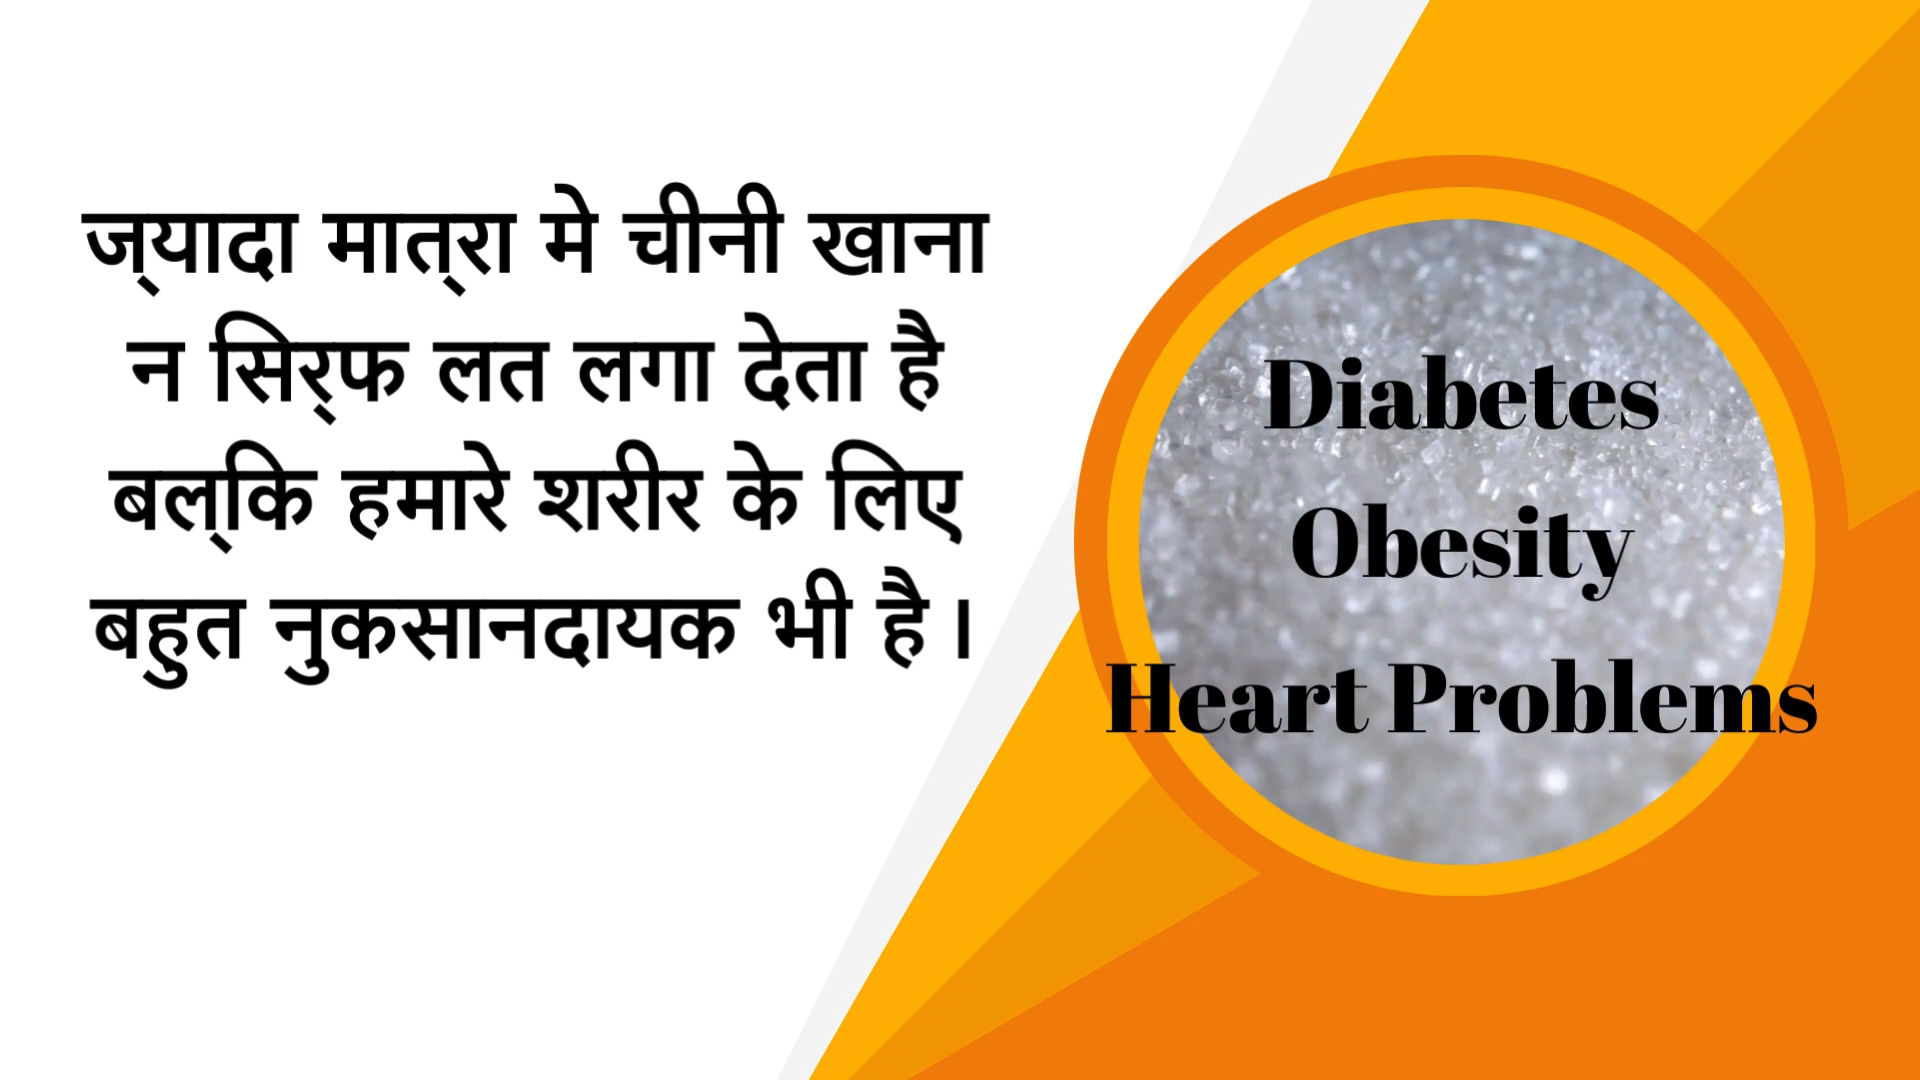 ज्‌यादा मात्‌रा मे चीनी खाना
न सिर्‌फ लत लगा देता है
बल्‌कि हमारे शरीर के लिए
बहुत नुकसानदायक भी है।
Diabetes
Obesity
Heart Problems